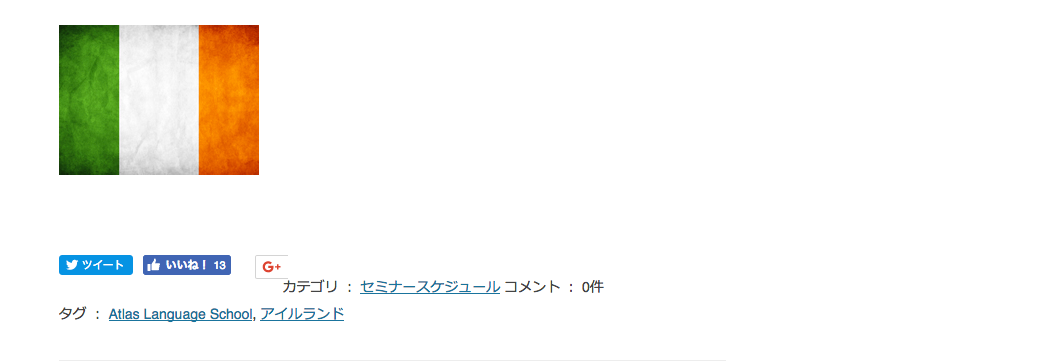 ツイート いいね! 13 G+
カテゴリ : セミナースケジュール コメント : 0件
タグ : Atlas Language School, アイルランド